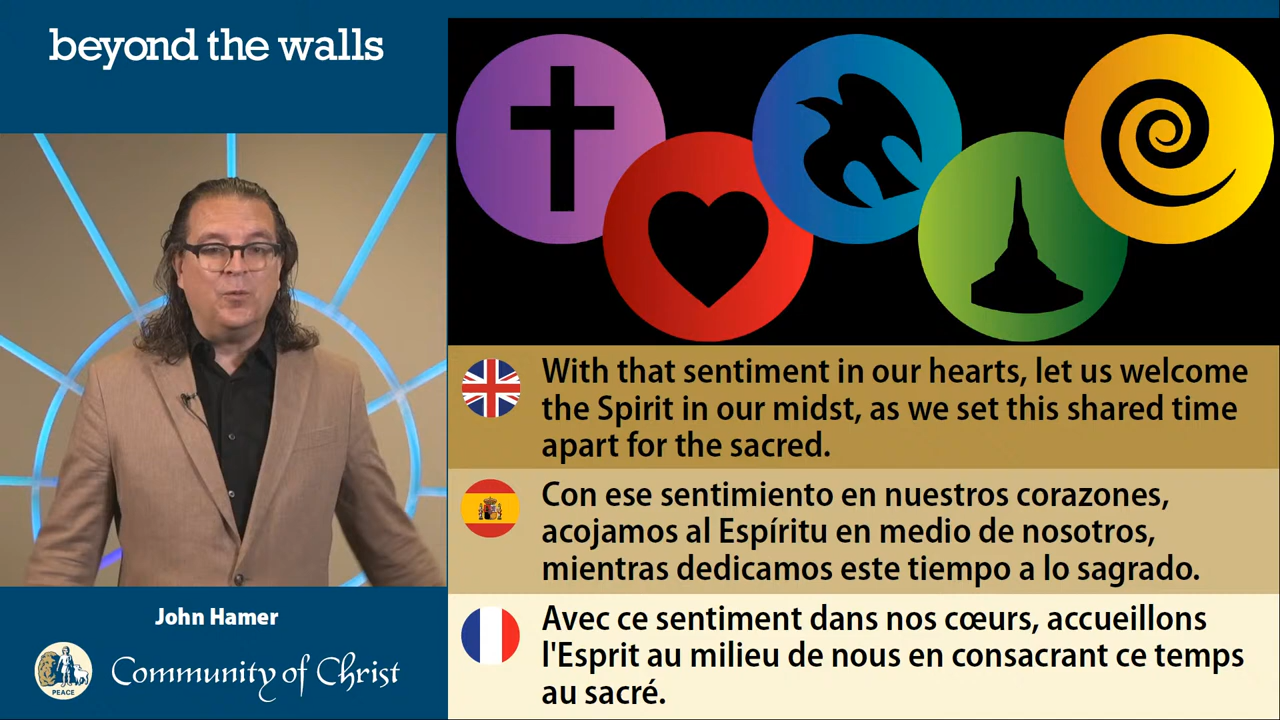 beyond the walls
With that sentiment in our hearts, let us welcome
the Spirit in our midst, as we set this shared time
apart for the sacred.
Con ese sentimiento en nuestros corazones,
acojamos al Espíritu en medio de nosotros,
mientras dedicamos este tiempo a lo sagrado.
Avec ce sentiment dans nos cœurs, accueillons
l'Esprit au milieu de nous en consacrant ce temps
au sacré.
John Hamer
PEACE
Community of Christ